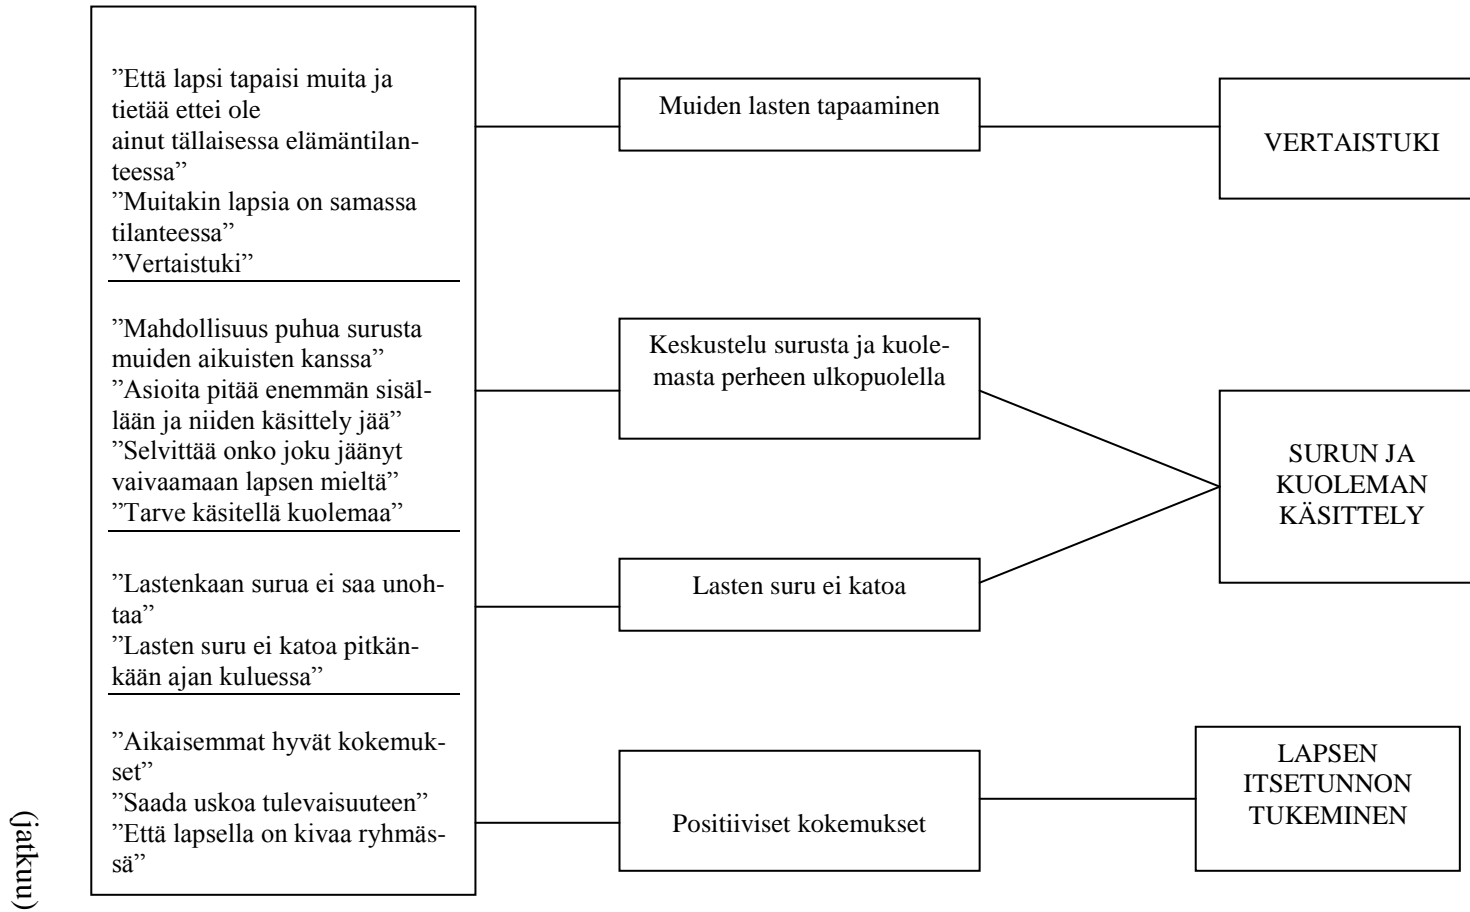 ”Että lapsi tapaisi muita ja
tietää ettei ole
ainut tällaisessa elämäntilan-
teessa”
”Muitakin lapsia on samassa
tilanteessa”
”Vertaistuki”
Muiden lasten tapaaminen
VERTAISTUKI
”Mahdollisuus puhua surusta
muiden aikuisten kanssa”
”Asioita pitää enemmän sisäl-
lään ja niiden käsittely jää”
”Selvittää onko joku jäänyt
vaivaamaan lapsen mieltä”
”Tarve käsitellä kuolemaa”
Keskustelu surusta ja kuole-
masta perheen ulkopuolella
”Lastenkaan surua ei saa unoh-
taa”
”Lasten suru ei katoa pitkän-
kään ajan kuluessa”
Lasten suru ei katoa
SURUN JA
KUOLEMAN
KÄSITTELY
”Aikaisemmat hyvät kokemuk-
set”
”Saada uskoa tulevaisuuteen”
”Että lapsella on kivaa ryhmäs-
sä”
Positiiviset kokemukset
LAPSEN
ITSETUNNON
TUKEMINEN
(jatkuu)